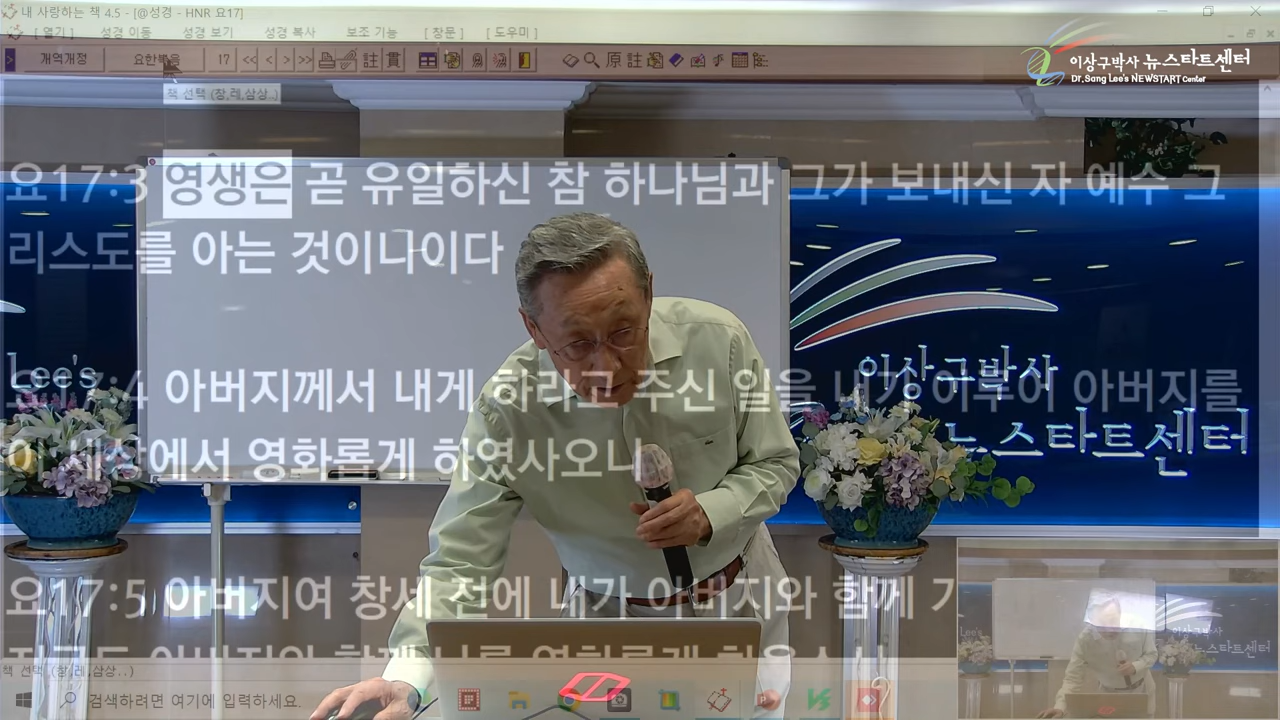 내 사랑하는 책 4.5 - [@성경 - HNR 요17]
[ 열기 ] 성경 이동 성경 보기 성경 복사 보조 기능 [ 창문 ] [ 도우미 ]
개역개정 요한복음 17 << < > >> 註 貫 原 註
이상구박사 뉴스타트센터
Dr. Sang Lee's NEWSTART Center
책 선택 (창,레,삼상..)
요17:3 영생은 곧 유일하신 참 하나님과 그가 보내신 자 예수 그
리스도를 아는 것이니이다
Lee's
이상구박사
뉴스타트센터
요17:4 아버지께서 내게 하라고 주신 일을 내가 이루어 아버지를
이 세상에서 영화롭게 하였사오니
요17:5 아버지여 창세 전에 내가 아버지와 함께 가
책 선택 (창,레,삼상..)
검색하려면 여기에 입력하세요.